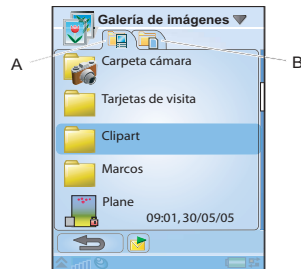 Galería de imágenes
A
B
Carpeta cámara
Tarjetas de visita
Clipart
Marcos
Plane
09:01, 30/05/05